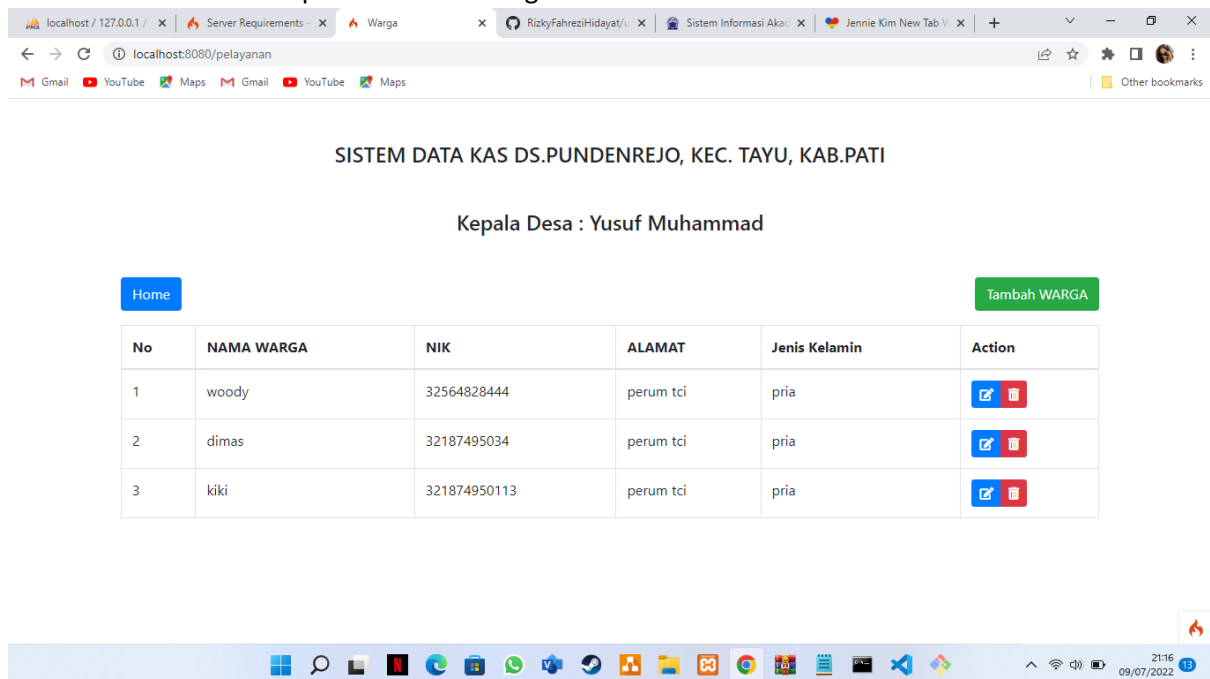 localhost / 127.0.0.1 /
Server Requirements –
Warga
RizkyFahreziHidayat/u
Sistem Informasi Akad
Jennie Kim New Tab W
localhost:8080/pelayanan
Gmail YouTube Maps Gmail YouTube Maps
Other bookmarks
SISTEM DATA KAS DS.PUNDENREJO, KEC. TAYU, KAB.PATI
Kepala Desa : Yusuf Muhammad
Home
Tambah WARGA
No NAMA WARGA NIK ALAMAT Jenis Kelamin Action
1 woody 32564828444 perum tci pria
2 dimas 32187495034 perum tci pria
3 kiki 321874950113 perum tci pria
21:16
09/07/2022
13